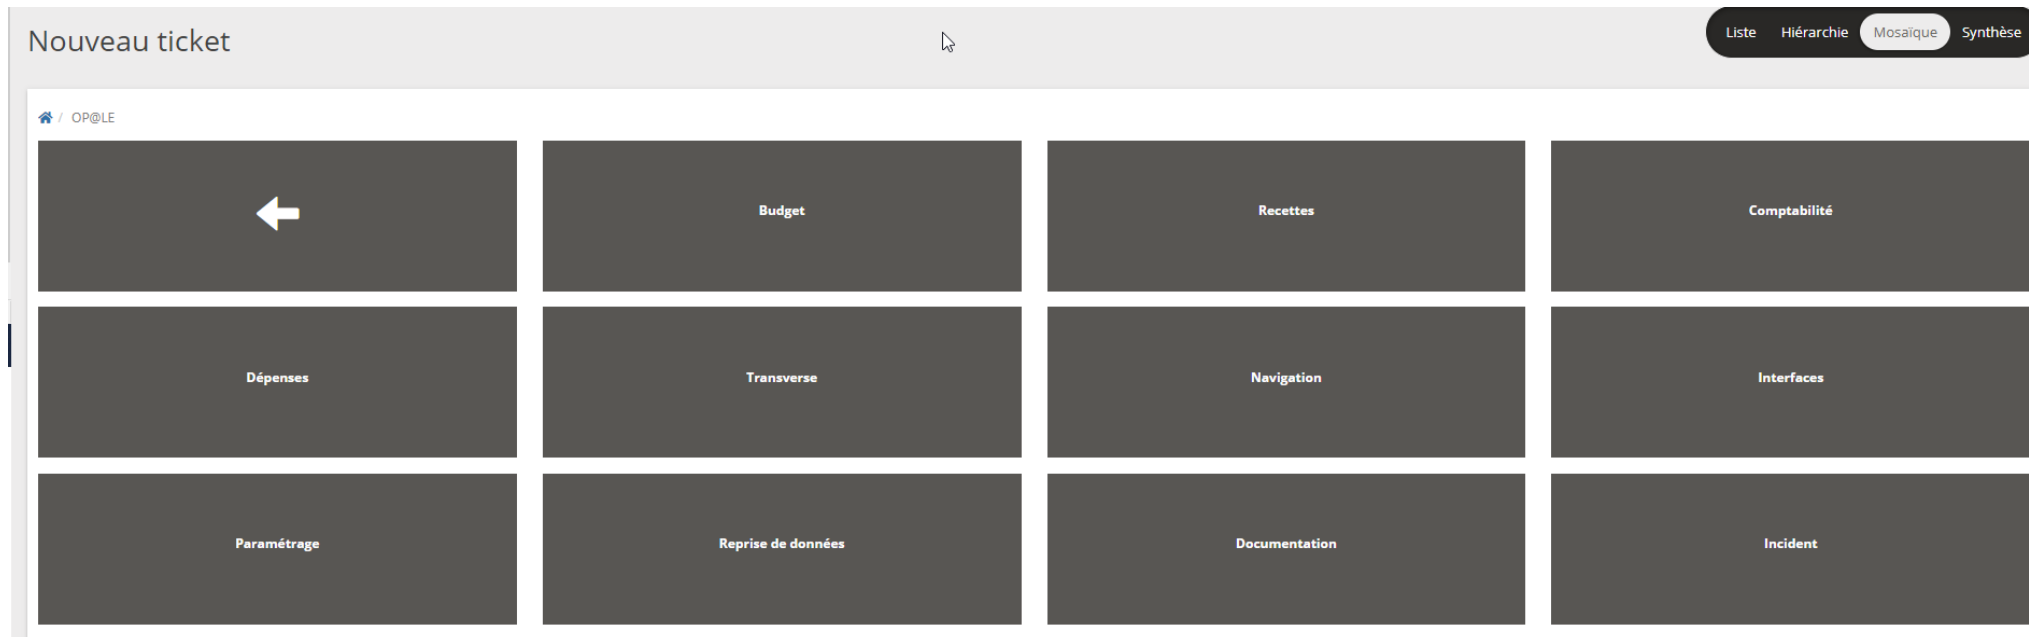 Nouveau ticket
Liste Hiérarchie Mosaïque Synthèse
/ OP@LE
Budget Recettes Comptabilité
Dépenses Transverse Navigation Interfaces
Paramétrage Reprise de données Documentation Incident